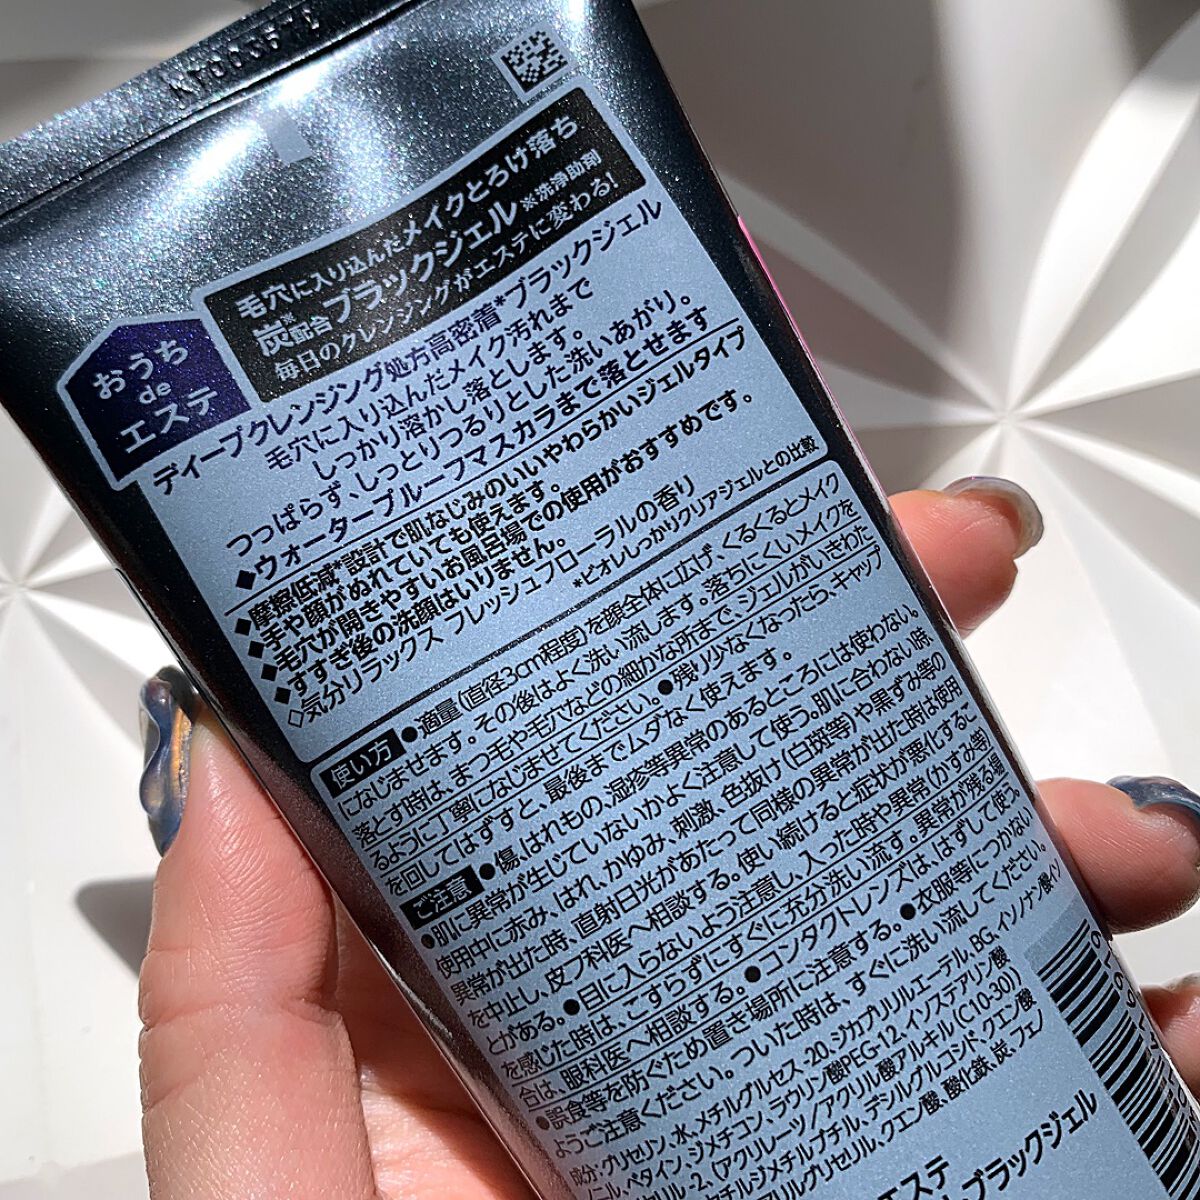 毛穴に入り込んだメイクとろけ落ち
炭※配合ブラックジェル ※洗浄助剤
毎日のクレンジングがエステに変わる!
おうち
de
エステ
ディープクレンジング処方高密着*ブラックジェル
毛穴に入り込んだメイク汚れまで
しっかり溶かし落とします。
つっぱらず、しっとりつるりとした洗いあがり。
◆ウォータープルーフマスカラまで落とせます
◆摩擦低減*設計で肌なじみのいいやわらかいジェルタイプ
◆手や顔がぬれていても使えます。
◆毛穴が開きやすいお風呂場での使用がおすすめです。
◆すすぎ後の洗顔はいりません。
◇気分リラックス フレッシュフローラルの香り
*ビオレしっかりクリアジェルとの比較
使い方 ●適量(直径3cm程度)を顔全体に広げ、くるくるとメイク
になじませます。その後はよく洗い流します。落ちにくいメイクを
落とす時は、まつ毛や毛穴などの細かな所まで、ジェルがいきわた
るように丁寧になじませてください。●残り少なくなったら、キャップ
を回してはずすと、最後までムダなく使えます。
ご注意 ●傷、はれもの、湿疹等異常のあるところには使わない。
●肌に異常が生じていないかよく注意して使う。肌に合わない時、
使用中に赤み、はれ、かゆみ、刺激、色抜け(白斑等)や黒ずみ等の
異常が出た時、直射日光があたって同様の異常が出た時は使用
を中止し、皮フ科医へ相談する。使い続けると症状が悪化するこ
とがある。●目に入らないよう注意し、入った時や異常(かすみ等)
を感じた時は、こすらずにすぐに充分洗い流す。異常が残る場
合は、眼科医へ相談する。●コンタクトレンズは、はずして使う。
●誤食等を防ぐため置き場所に注意する。●衣服等につかない
ようご注意ください。ついた時は、すぐに洗い流してください。
成分:グリセリン、水、メチルグルセス-20、ジカプリリルエーテル、BG、イソノナン酸イソ
ニル、ベタイン、ジメチコン、ラウリン酸PEG-12、イソステアリン酸
クリル-2、(アクリレーツ/アクリル酸アルキル(C10-30))
チルジメチルブチル、デシルグルコシド、クエン酸
アリルグリセリル、クエン酸、酸化鉄、炭、フェノ
エステ
ブラックジェル